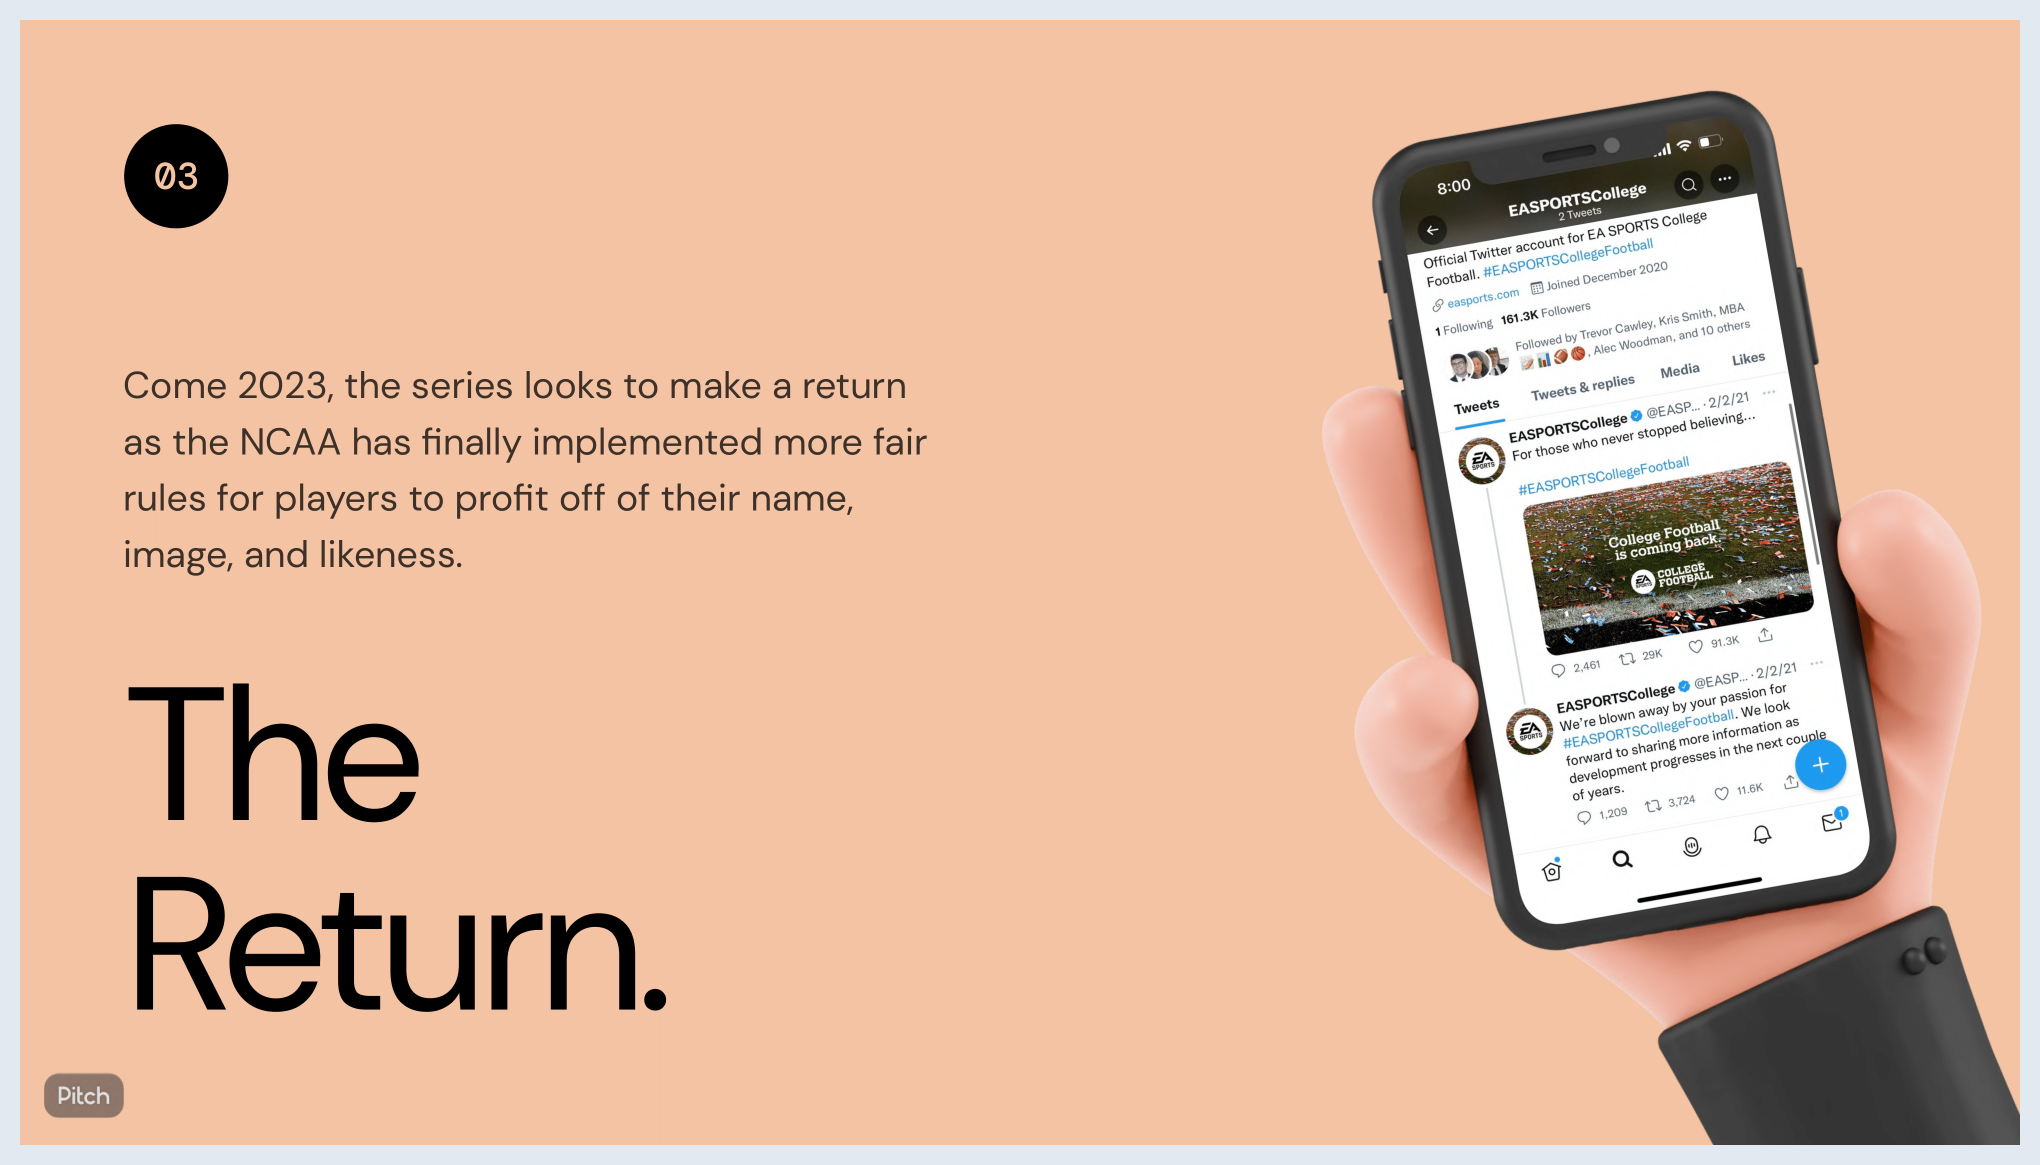 03
Come 2023, the series looks to make a return
as the NCAA has finally implemented more fair
rules for players to profit off of their name,
image, and likeness.
The
Return.
Pitch
8:00
EASPORTSCollege
2 Tweets
Official Twitter account for EA SPORTS College
Football. #EASPORTSCollegeFootball
easports.com Joined December 2020
1 Following 161.3K Followers
Followed by Trevor Cawley, Kris Smith, MBA
, Alec Woodman, and 10 others
Tweets Tweets & replies Media Likes
EASPORTSCollege @EASP... · 2/2/21
For those who never stopped believing...
#EASPORTSCollegeFootball
EA SPORTS
College Football
is coming back.
EA SPORTS COLLEGE FOOTBALL
2,461 29K 91.3K
EASPORTSCollege @EASP... · 2/2/21
We're blown away by your passion for
#EASPORTSCollegeFootball. We look
forward to sharing more information as
development progresses in the next couple
of years.
EA SPORTS
1,209 3,724 11.6K
1